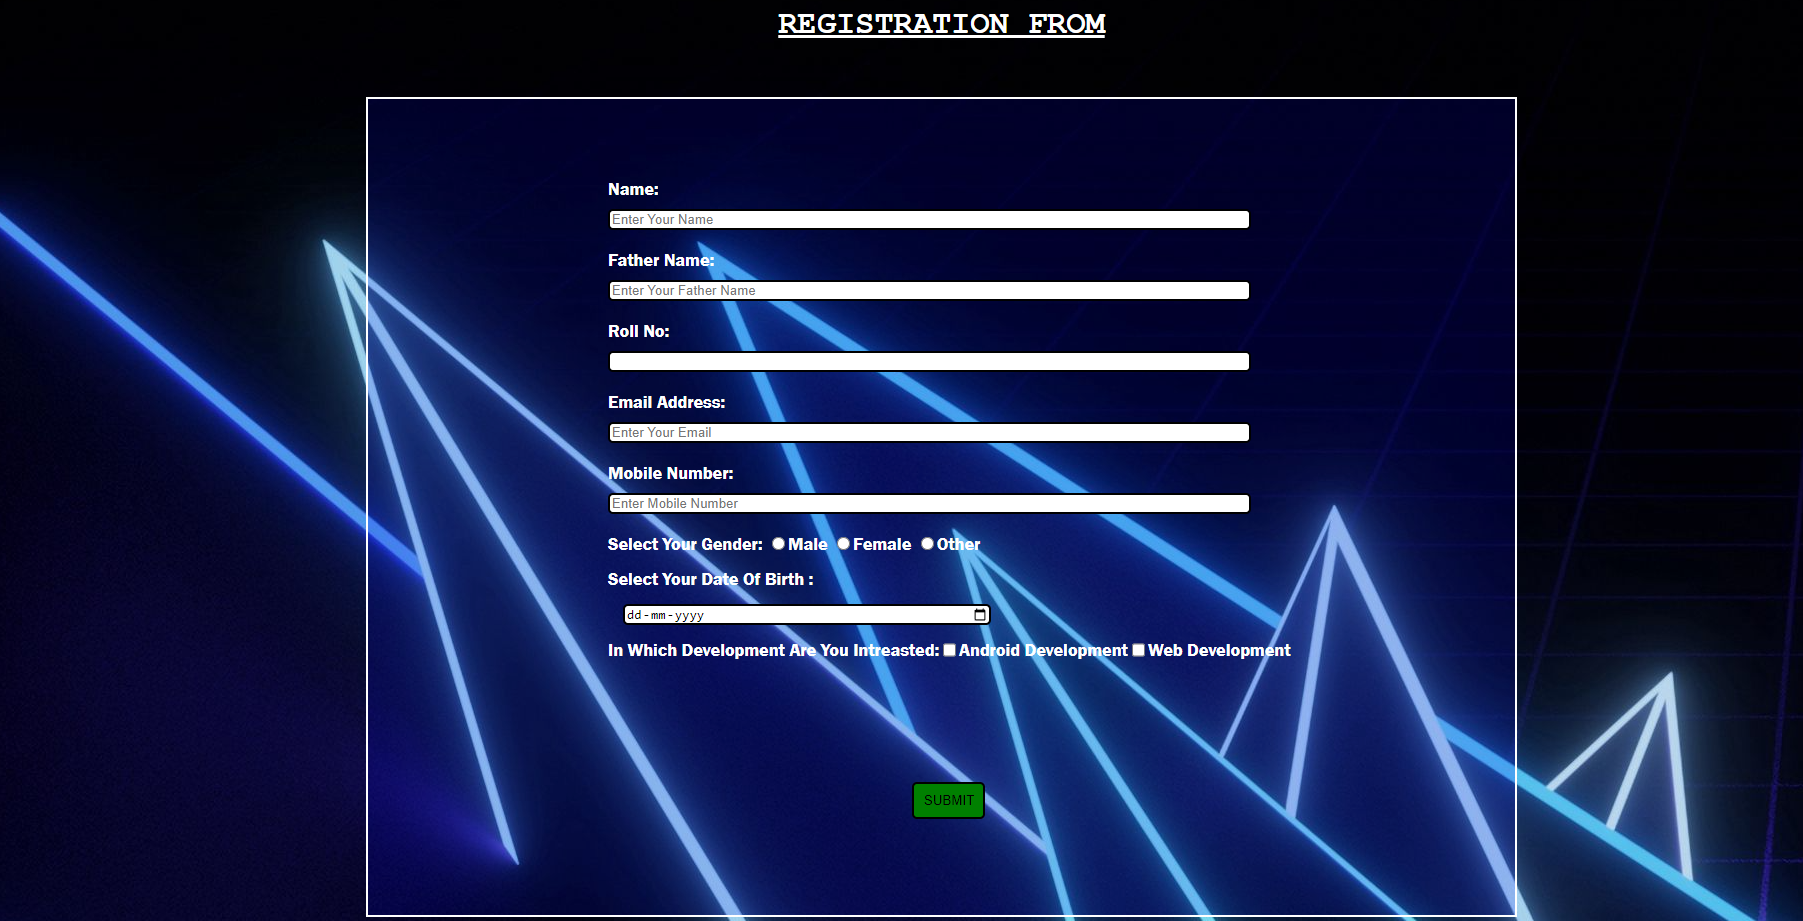 REGISTRATION FROM
Name:
Enter Your Name
Father Name:
Enter Your Father Name
Roll No:
Email Address:
Enter Your Email
Mobile Number:
Enter Mobile Number
Select Your Gender: Male Female Other
Select Your Date Of Birth :
dd-mm-yyyy
In Which Development Are You Intreasted: Android Development Web Development
SUBMIT